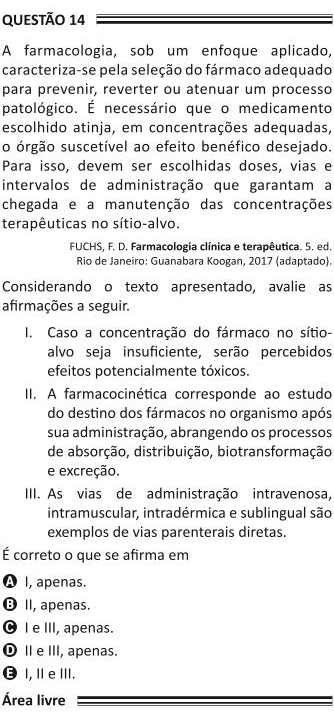 QUESTÃO 14
A farmacologia, sob um enfoque aplicado,
caracteriza-se pela seleção do fármaco adequado
para prevenir, reverter ou atenuar um processo
patológico. É necessário que o medicamento
escolhido atinja, em concentrações adequadas,
o órgão suscetível ao efeito benéfico desejado.
Para isso, devem ser escolhidas doses, vias e
intervalos de administração que garantam a
chegada e a manutenção das concentrações
terapêuticas no sítio-alvo.
FUCHS, F. D. Farmacologia clínica e terapêutica. 5. ed.
Rio de Janeiro: Guanabara Koogan, 2017 (adaptado).
Considerando o texto apresentado, avalie as
afirmações a seguir.
I. Caso a concentração do fármaco no sítio-
alvo seja insuficiente, serão percebidos
efeitos potencialmente tóxicos.
II. A farmacocinética corresponde ao estudo
do destino dos fármacos no organismo após
sua administração, abrangendo os processos
de absorção, distribuição, biotransformação
e excreção.
III. As vias de administração intravenosa,
intramuscular, intradérmica e sublingual são
exemplos de vias parenterais diretas.
É correto o que se afirma em
A I, apenas.
B II, apenas.
C I e III, apenas.
D II e III, apenas.
E I, II e III.
Área livre